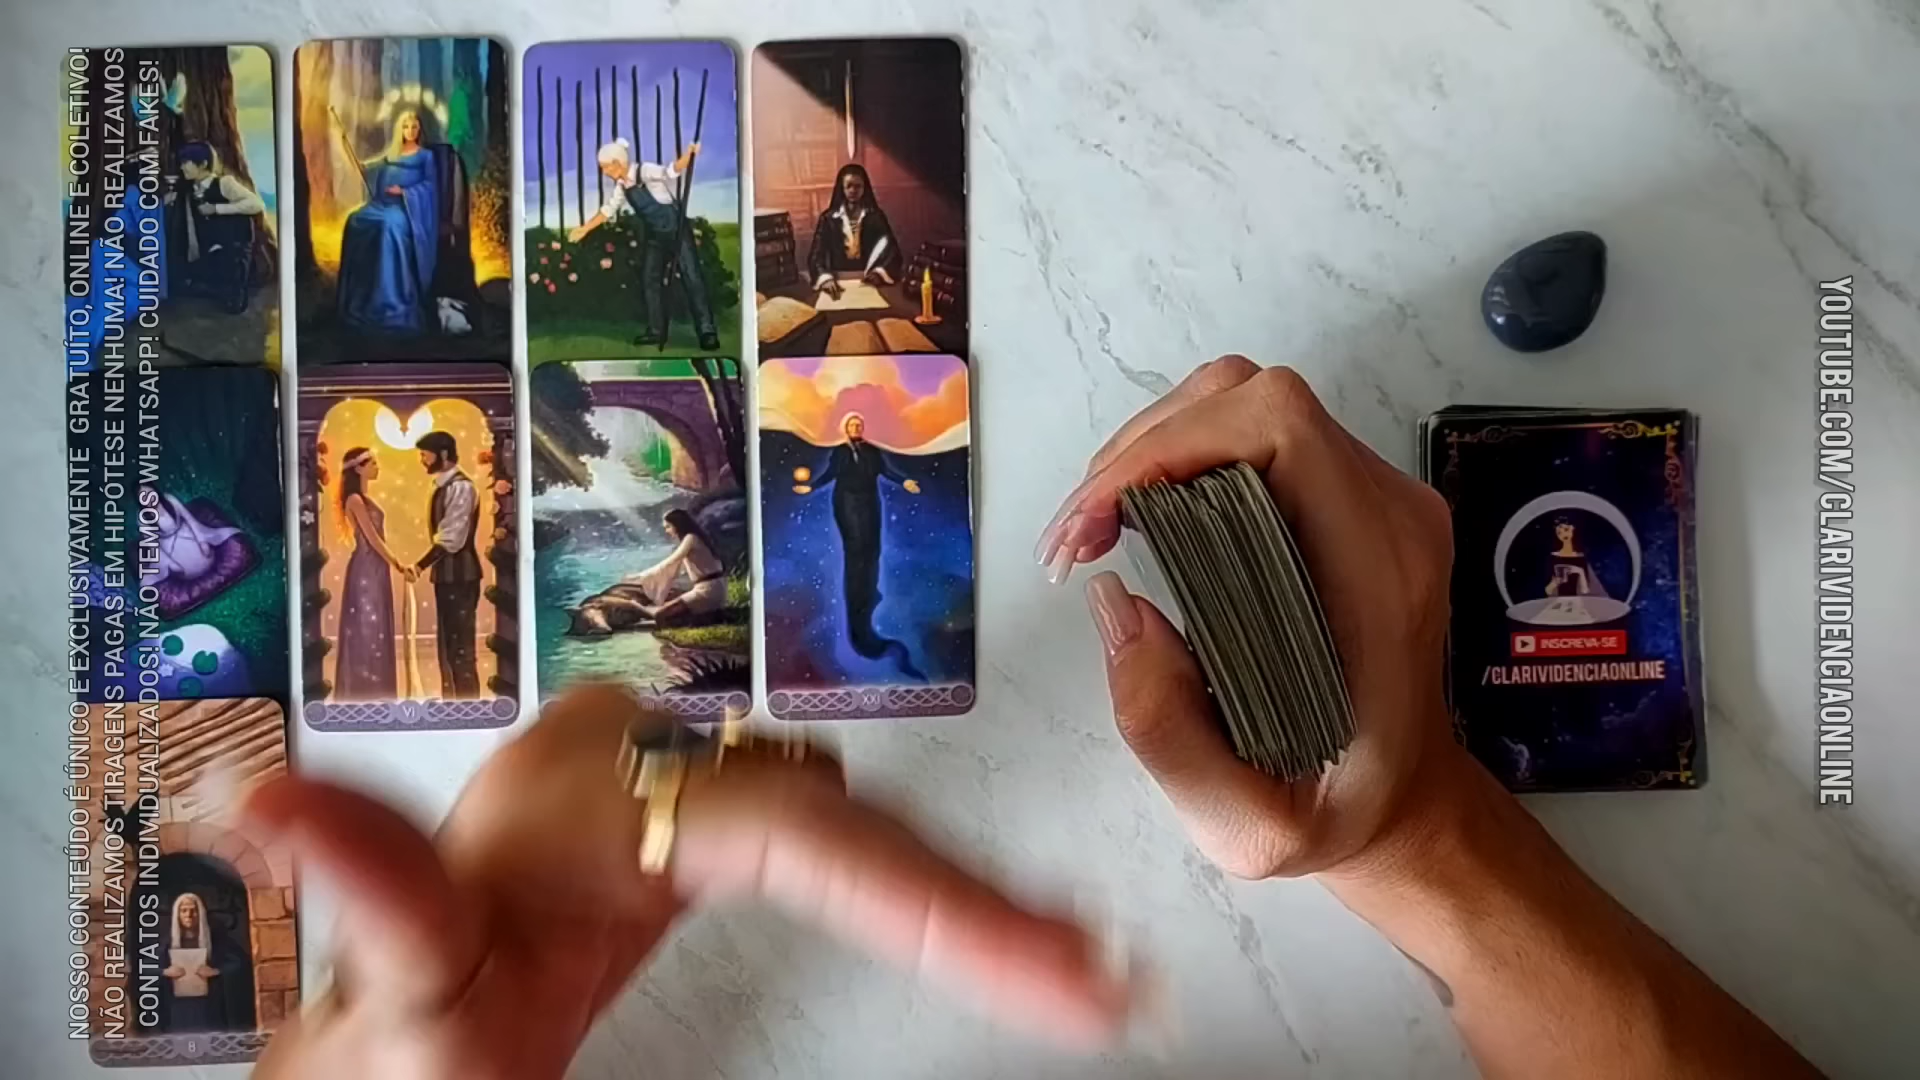 NOSSO CONTEÚDO É ÚNICO E EXCLUSIVAMENTE GRATUÍTO, ONLINE E COLETIVO!
NÃO REALIZAMOS TIRAGENS PAGAS EM HIPÓTESE NENHUMA! NÃO REALIZAMOS
CONTATOS INDIVIDUALIZADOS! NÃO TEMOS WHATSAPP! CUIDADO COM FAKES!
VI
XXI
8
INSCREVA-SE
/CLARIVIDENCIAONLINE
YOUTUBE.COM/CLARIVIDENCIAONLINE